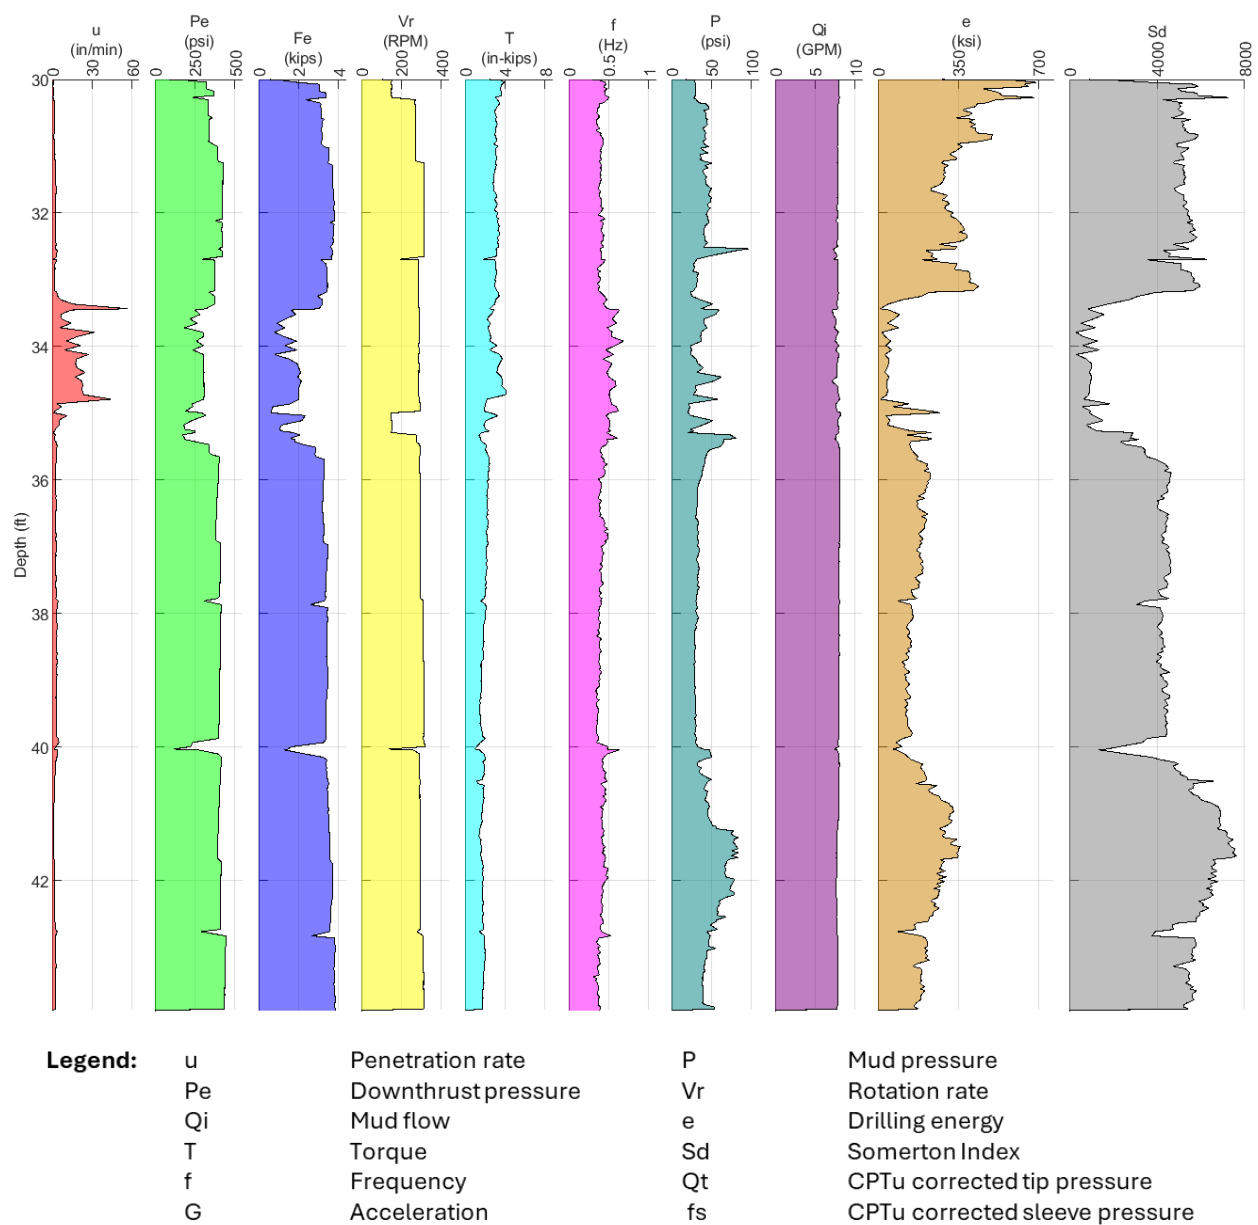 u
(in/min)
Pe
(psi)
Fe
(kips)
Vr
(RPM)
T
(in-kips)
f
(Hz)
P
(psi)
Qi
(GPM)
e
(ksi)
Sd
0 30 60
0 250 500
0 2 4
0 200 400
0 4 8
0 0.5 1
0 50 100
0 5 10
0 350 700
0 4000 8000
30
32
34
36
38
40
42
Depth (ft)
Legend: u Penetration rate P Mud pressure
Pe Downthrust pressure Vr Rotation rate
Qi Mud flow e Drilling energy
T Torque Sd Somerton Index
f Frequency Qt CPTu corrected tip pressure
G Acceleration fs CPTu corrected sleeve pressure